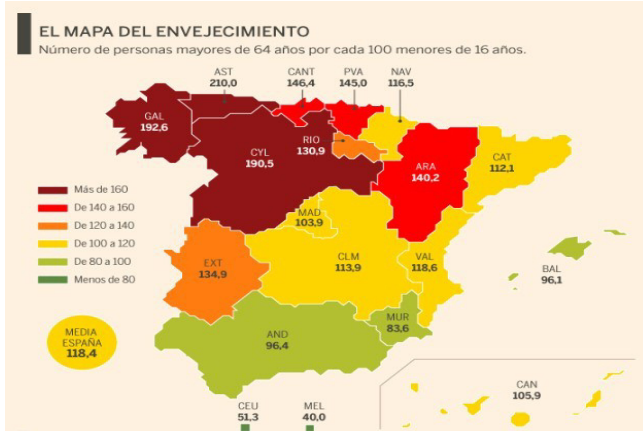 EL MAPA DEL ENVEJECIMIENTO
Número de personas mayores de 64 años por cada 100 menores de 16 años.
AST
210,0
CANT
146,4
PVA
145,0
NAV
116,5
GAL
192,6
RIO
130,9
CYL
190,5
ARA
140,2
CAT
112,1
Más de 160
De 140 a 160
De 120 a 140
De 100 a 120
De 80 a 100
Menos de 80
MAD
103,9
EXT
134,9
CLM
113,9
VAL
118,6
BAL
96,1
MEDIA
ESPAÑA
118,4
AND
96,4
MUR
83,6
CAN
105,9
CEU
51,3
MEL
40,0